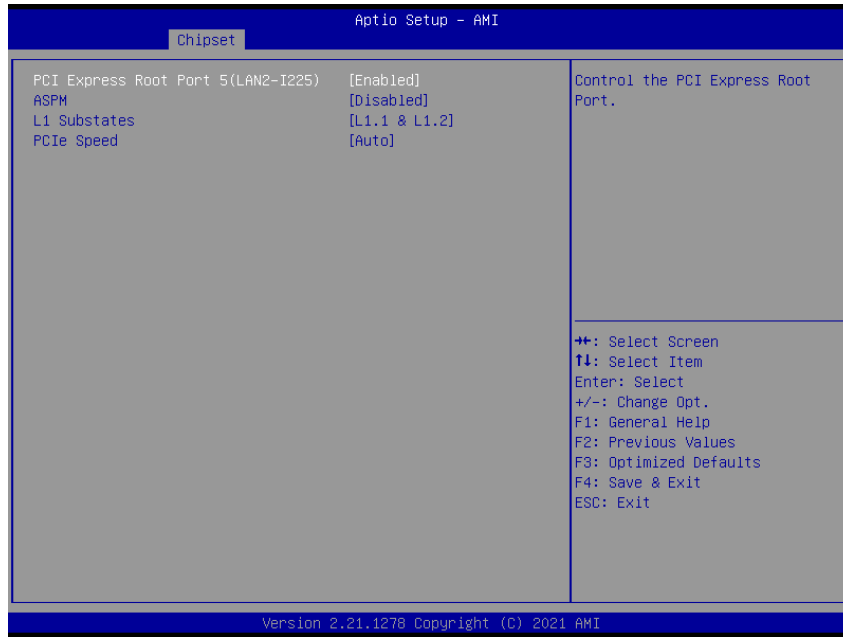 Aptio Setup – AMI
Chipset
PCI Express Root Port 5(LAN2-I225) [Enabled]
ASPM [Disabled]
L1 Substates [L1.1 & L1.2]
PCIe Speed [Auto]
Control the PCI Express Root
Port.
→←: Select Screen
↑↓: Select Item
Enter: Select
+/-: Change Opt.
F1: General Help
F2: Previous Values
F3: Optimized Defaults
F4: Save & Exit
ESC: Exit
Version 2.21.1278 Copyright (C) 2021 AMI